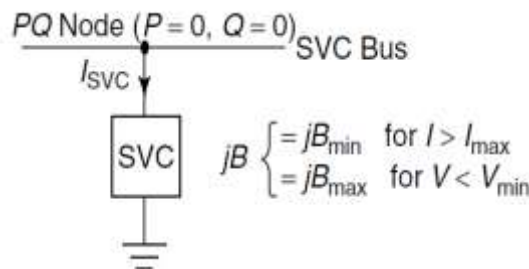 PQ Node (P = 0, Q = 0)
SVC Bus
I_SVC
SVC
jB { = jB_min for I > I_max
= jB_max for V < V_min